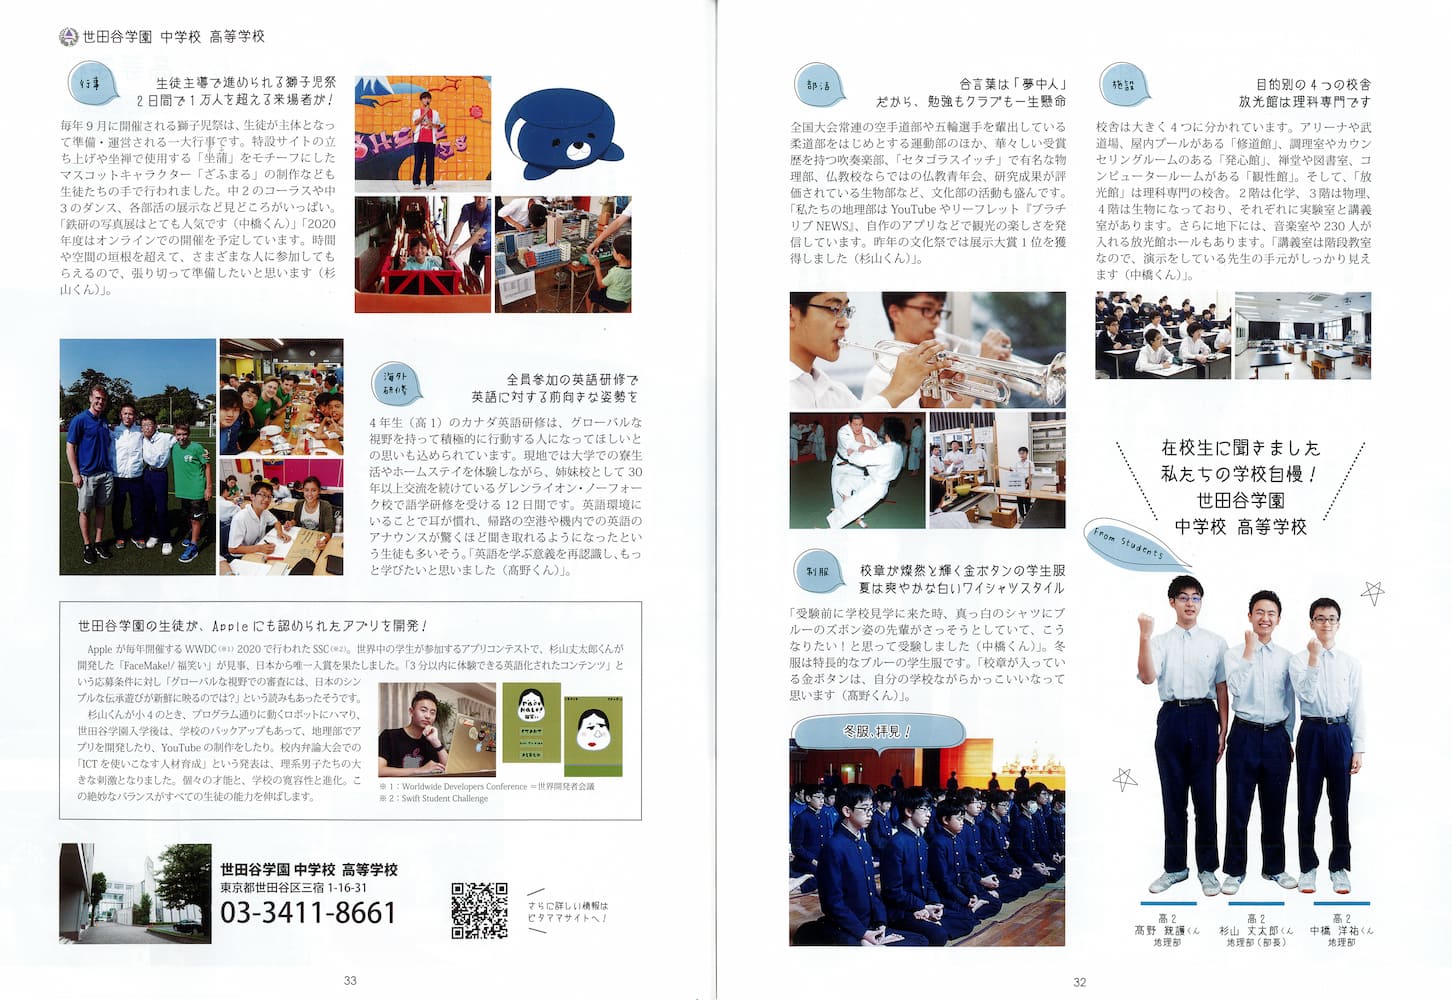 部活
合言葉は「夢中人」
だから、勉強もクラブも一生懸命
全国大会常連の空手道部や五輪選手を輩出している
柔道部をはじめとする運動部のほか、華々しい受賞
歴を持つ吹奏楽部、「セタゴラスイッチ」で有名な物
理部、仏教校ならではの仏教青年会、研究成果が評
価されている生物部など、文化部の活動も盛んです。
「私たちの地理部は YouTube やリーフレット『ブラチ
リブ NEWS』、自作のアプリなどで観光の楽しさを発
信しています。昨年の文化祭では展示大賞 1 位を獲
得しました（杉山くん）」。
制服
校章が燦然と輝く金ボタンの学生服
夏は爽やかな白いワイシャツスタイル
「受験前に学校見学に来た時、真っ白のシャツにブ
ルーのズボン姿の先輩がさっそうとしていて、こう
なりたい！と思って受験しました（中橋くん）」。冬
服は特長的なブルーの学生服です。「校章が入ってい
る金ボタンは、自分の学校ながらかっこいいなって
思います（髙野くん）」。
冬服、拝見！
施設
目的別の４つの校舎
放光館は理科専門です
校舎は大きく 4 つに分かれています。アリーナや武
道場、屋内プールがある「修道館」、調理室やカウン
セリングルームのある「発心館」、禅堂や図書室、コ
ンピュータールームがある「観性館」。そして、「放
光館」は理科専門の校舎。2 階は化学、3 階は物理、
4 階は生物になっており、それぞれに実験室と講義
室があります。さらに地下には、音楽室や 230 人が
入れる放光館ホールもあります。「講義室は階段教室
なので、演示をしている先生の手元がしっかり見え
ます（中橋くん）」。
在校生に聞きました
私たちの学校自慢！
世田谷学園
中学校 高等学校
From Students
高２
髙野 琉護くん
地理部
高２
杉山 丈太郎くん
地理部（部長）
高２
中橋 洋祐くん
地理部
32
世田谷学園 中学校 高等学校
行事
生徒主導で進められる獅子児祭
２日間で１万人を超える来場者が！
毎年 9 月に開催される獅子児祭は、生徒が主体となっ
て準備・運営される一大行事です。特設サイトの立
ち上げや坐禅で使用する「坐蒲」をモチーフにした
マスコットキャラクター「ざふまる」の制作なども
生徒たちの手で行われました。中 2 のコーラスや中
3 のダンス、各部活の展示など見どころがいっぱい。
「鉄研の写真展はとても人気です（中橋くん）」「2020
年度はオンラインでの開催を予定しています。時間
や空間の垣根を超えて、さまざまな人に参加しても
らえるので、張り切って準備したいと思います（杉
山くん）」。
海外
研修
全員参加の英語研修で
英語に対する前向きな姿勢を
4 年生（高 1）のカナダ英語研修は、グローバルな
視野を持って積極的に行動する人になってほしいと
の思いも込められています。現地では大学での寮生
活やホームステイを体験しながら、姉妹校として 30
年以上交流を続けているグレンライオン・ノーフォー
ク校で語学研修を受ける 12 日間です。英語環境に
いることで耳が慣れ、帰路の空港や機内での英語の
アナウンスが驚くほど聞き取れるようになったとい
う生徒も多いそう。「英語を学ぶ意義を再認識し、もっ
と学びたいと思いました（髙野くん）」。
世田谷学園の生徒が、Apple にも認められたアプリを開発！
Apple が毎年開催する WWDC（※1）2020 で行われた SSC（※2）。世界中の学生が参加するアプリコンテストで、杉山丈太郎くんが
開発した「FaceMake!/ 福笑い」が見事、日本から唯一入賞を果たしました。「3 分以内に体験できる英語化されたコンテンツ」と
いう応募条件に対し「グローバルな視野での審査には、日本のシン
プルな伝承遊びが新鮮に映るのでは？」という読みもあったそうです。
杉山くんが小 4 のとき、プログラム通りに動くロボットにハマり、
世田谷学園入学後は、学校のバックアップもあって、地理部でア
プリを開発したり、YouTube の制作をしたり。校内弁論大会での
「ICT を使いこなす人材育成」という発表は、理系男子たちの大
きな刺激となりました。個々の才能と、学校の寛容性と進化。こ
の絶妙なバランスがすべての生徒の能力を伸ばします。
FACE
MAKE!
福笑い
START
※ 1：Worldwide Developers Conference ＝世界開発者会議
※ 2：Swift Student Challenge
世田谷学園 中学校 高等学校
東京都世田谷区三宿 1-16-31
03-3411-8661
さらに詳しい情報は
ピタママサイトへ！
33